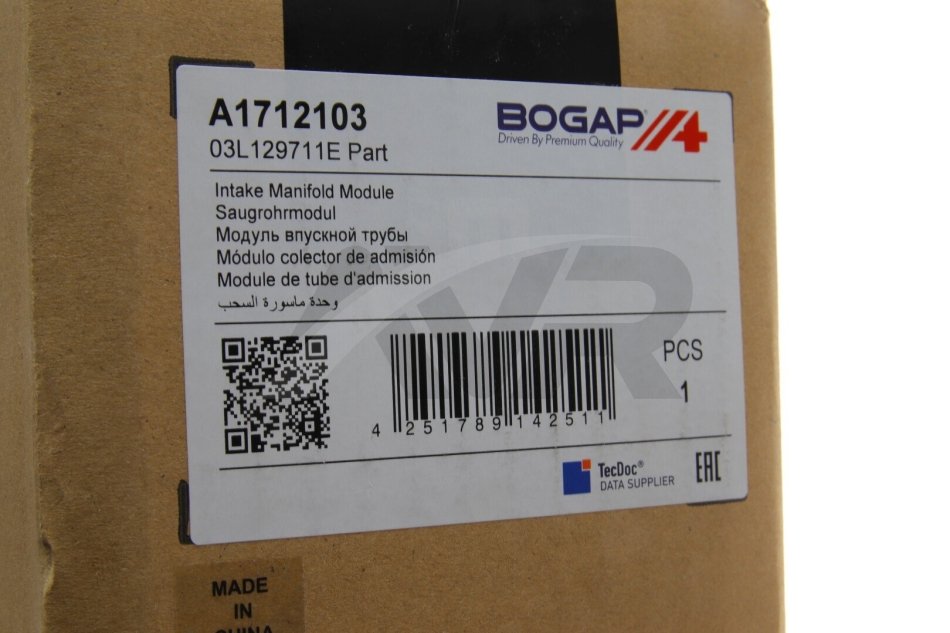 A1712103
03L129711E Part
BOGAP
Driven By Premium Quality
Intake Manifold Module
Saugrohrmodul
Модуль впускной трубы
Módulo colector de admisión
Module de tube d'admission
وحدة ماسورة السحب
PCS
1
4 251789 142511
TecDoc®
DATA SUPPLIER
EAC
MADE
IN
CHINA